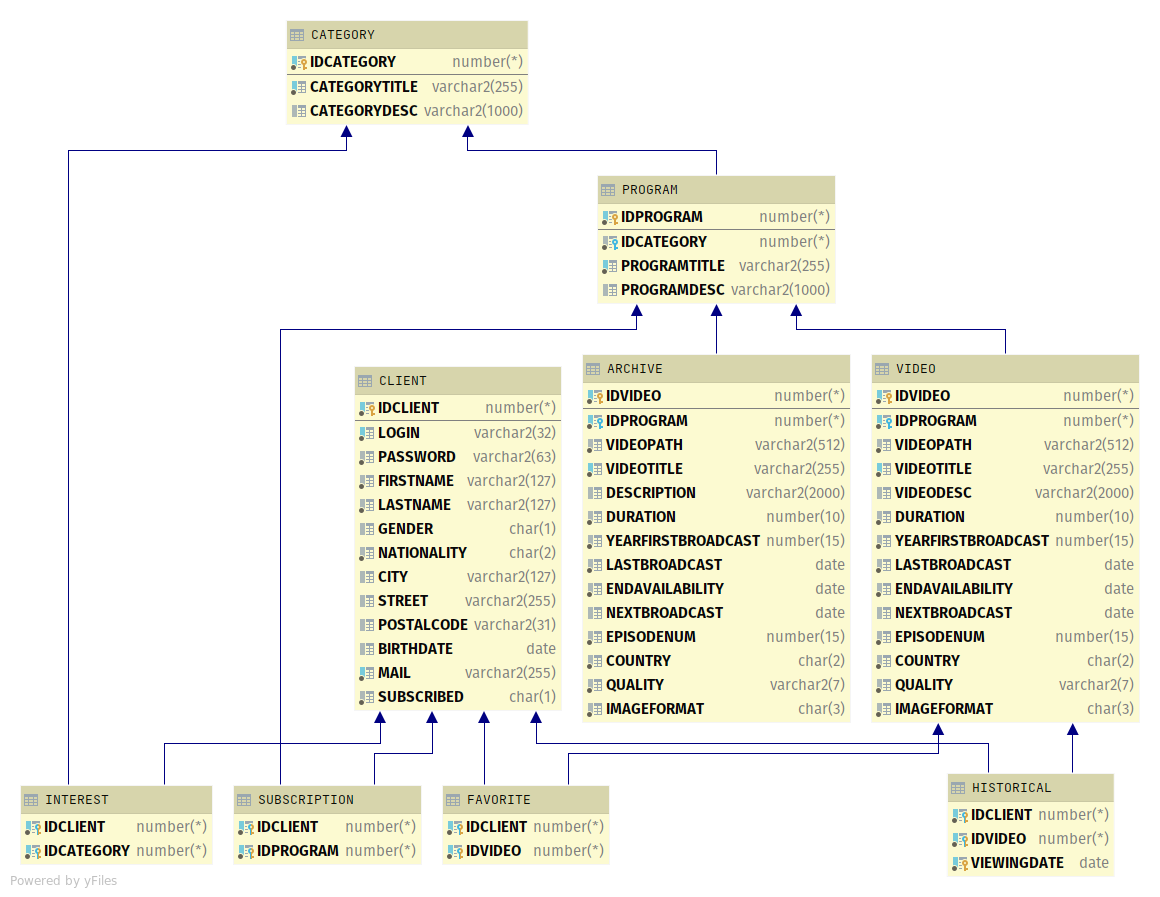 CATEGORY
IDCATEGORY number(*)
CATEGORYTITLE varchar2(255)
CATEGORYDESC varchar2(1000)
PROGRAM
IDPROGRAM number(*)
IDCATEGORY number(*)
PROGRAMTITLE varchar2(255)
PROGRAMDESC varchar2(1000)
CLIENT
IDCLIENT number(*)
LOGIN varchar2(32)
PASSWORD varchar2(63)
FIRSTNAME varchar2(127)
LASTNAME varchar2(127)
GENDER char(1)
NATIONALITY char(2)
CITY varchar2(127)
STREET varchar2(255)
POSTALCODE varchar2(31)
BIRTHDATE date
MAIL varchar2(255)
SUBSCRIBED char(1)
ARCHIVE
IDVIDEO number(*)
IDPROGRAM number(*)
VIDEOPATH varchar2(512)
VIDEOTITLE varchar2(255)
DESCRIPTION varchar2(2000)
DURATION number(10)
YEARFIRSTBROADCAST number(15)
LASTBROADCAST date
ENDAVAILABILITY date
NEXTBROADCAST date
EPISODENUM number(15)
COUNTRY char(2)
QUALITY varchar2(7)
IMAGEFORMAT char(3)
VIDEO
IDVIDEO number(*)
IDPROGRAM number(*)
VIDEOPATH varchar2(512)
VIDEOTITLE varchar2(255)
VIDEODESC varchar2(2000)
DURATION number(10)
YEARFIRSTBROADCAST number(15)
LASTBROADCAST date
ENDAVAILABILITY date
NEXTBROADCAST date
EPISODENUM number(15)
COUNTRY char(2)
QUALITY varchar2(7)
IMAGEFORMAT char(3)
INTEREST
IDCLIENT number(*)
IDCATEGORY number(*)
SUBSCRIPTION
IDCLIENT number(*)
IDPROGRAM number(*)
FAVORITE
IDCLIENT number(*)
IDVIDEO number(*)
HISTORICAL
IDCLIENT number(*)
IDVIDEO number(*)
VIEWINGDATE date
Powered by yFiles